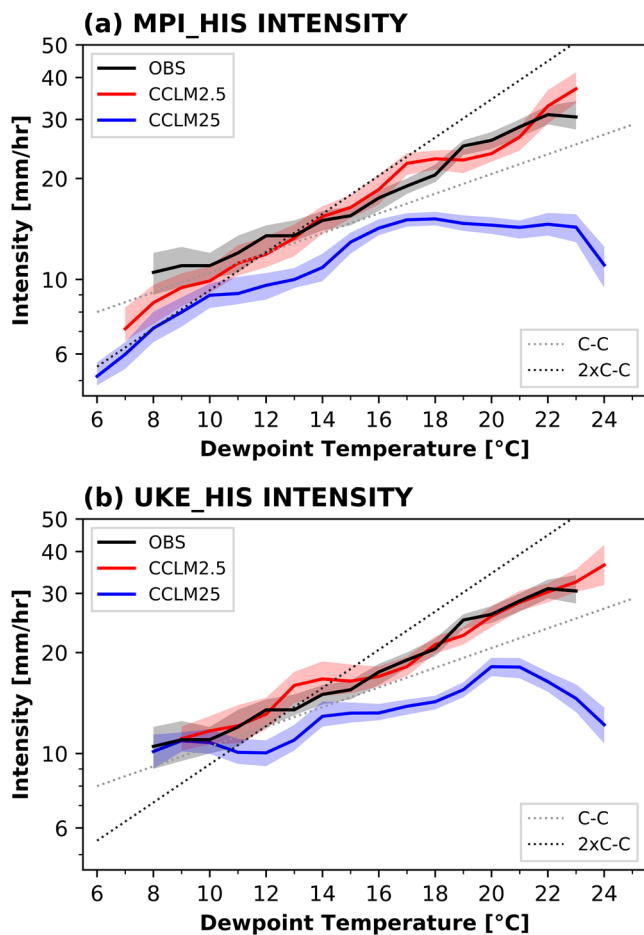 (a) MPI_HIS INTENSITY
50
40
30
20
10
6
Intensity [mm/hr]
OBS
CCLM2.5
CCLM25
C-C
2xC-C
6 8 10 12 14 16 18 20 22 24
Dewpoint Temperature [°C]
(b) UKE_HIS INTENSITY
50
40
30
20
10
6
Intensity [mm/hr]
OBS
CCLM2.5
CCLM25
C-C
2xC-C
6 8 10 12 14 16 18 20 22 24
Dewpoint Temperature [°C]